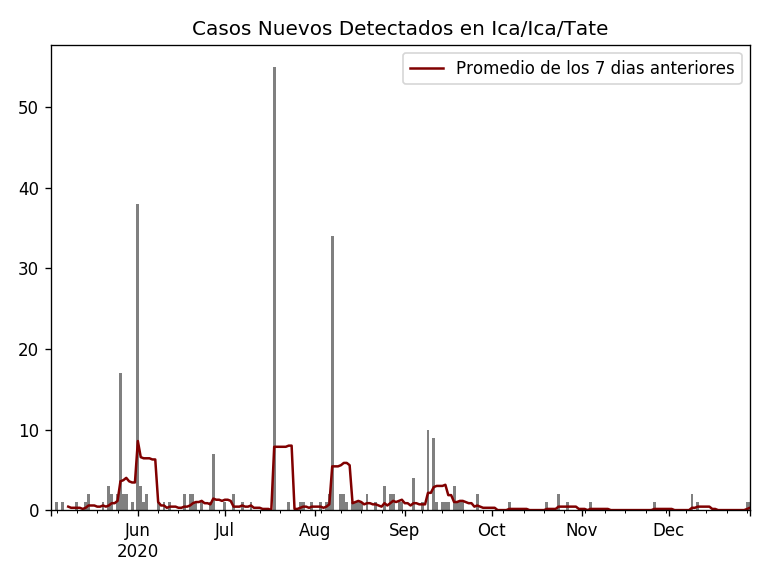 Casos Nuevos Detectados en Ica/Ica/Tate
Promedio de los 7 dias anteriores
50
40
30
20
10
0
Jun Jul Aug Sep Oct Nov Dec
2020